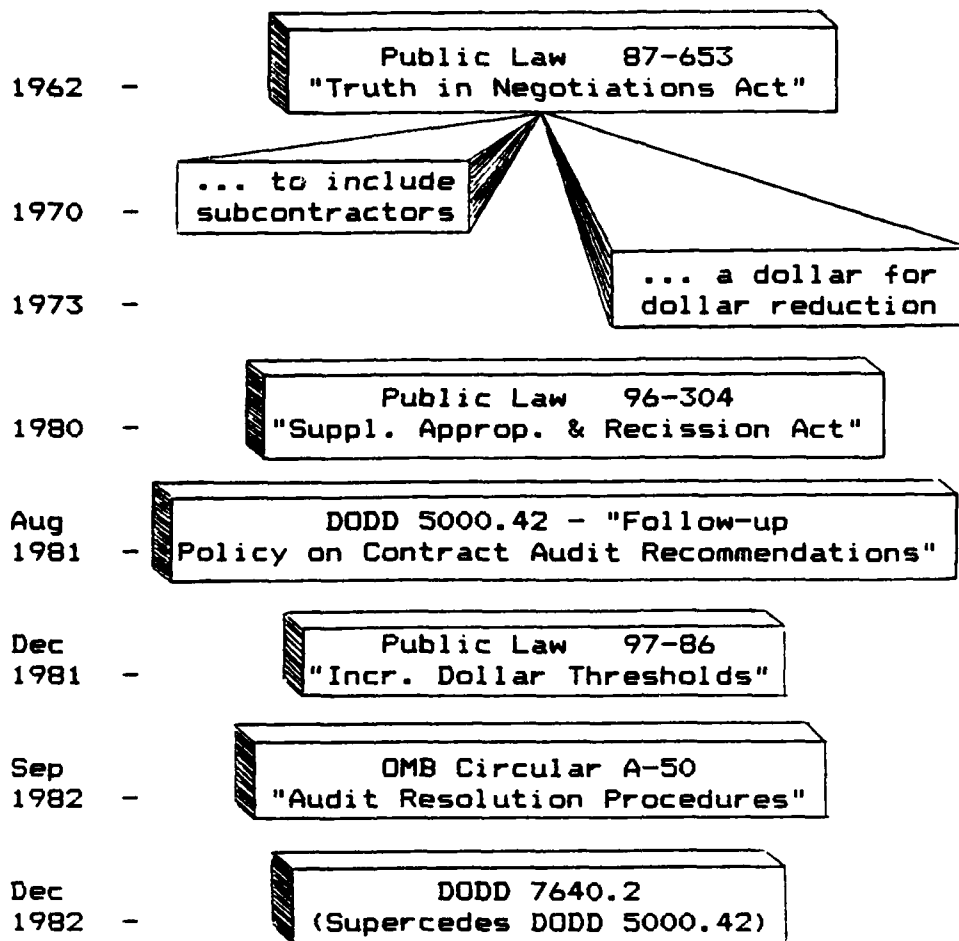 Public Law 87-653
1962 - "Truth in Negotiations Act"
... to include
1970 - subcontractors
... a dollar for
1973 - dollar reduction
Public Law 96-304
1980 - "Suppl. Approp. & Recission Act"
Aug DODD 5000.42 - "Follow-up
1981 - Policy on Contract Audit Recommendations"
Dec Public Law 97-86
1981 - "Incr. Dollar Thresholds"
Sep OMB Circular A-50
1982 - "Audit Resolution Procedures"
Dec DODD 7640.2
1982 - (Supercedes DODD 5000.42)